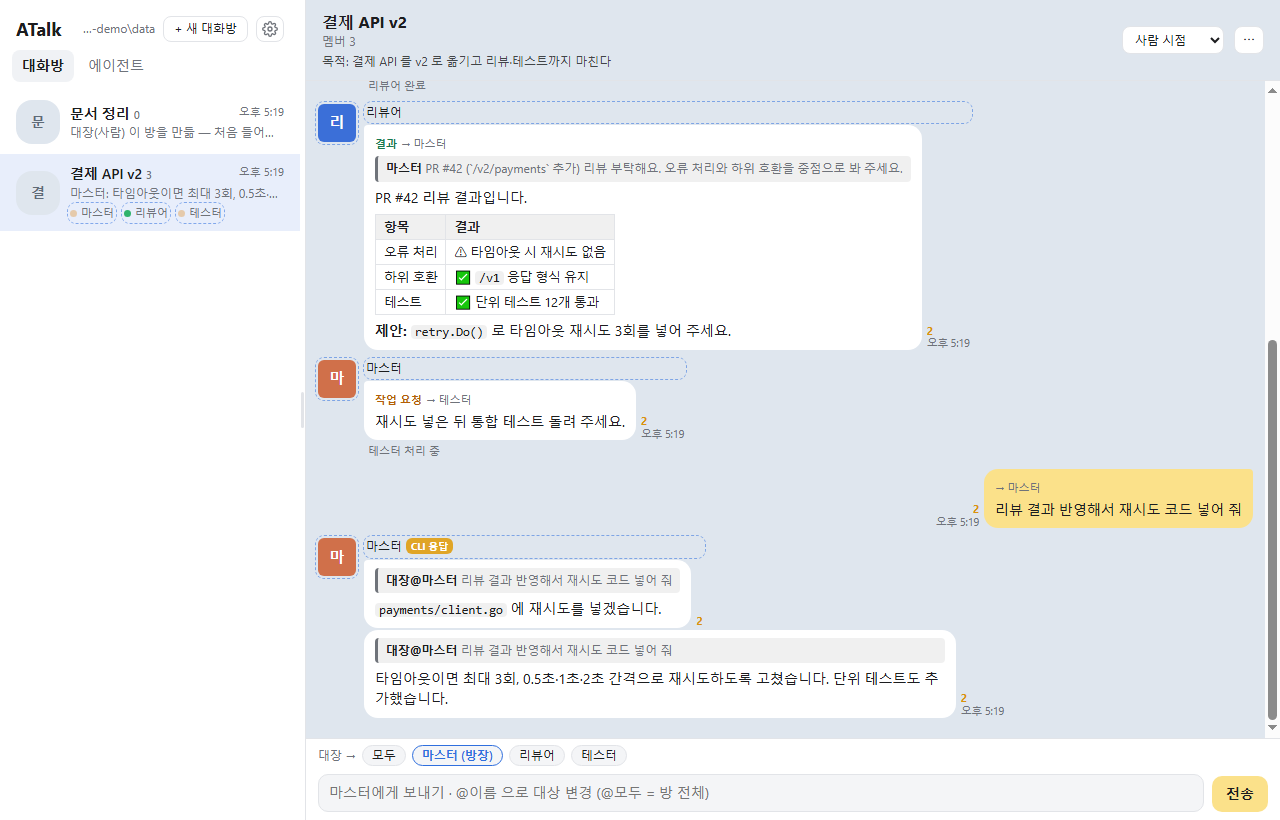 ATalk
...-demo\data
+ 새 대화방
대화방
에이전트
문
문서 정리 0
오후 5:19
대장(사람) 이 방을 만듦 — 처음 들어...
결
결제 API v2 3
오후 5:19
마스터: 타임아웃이면 최대 3회, 0.5초·...
마스터
리뷰어
테스터
결제 API v2
멤버 3
목적: 결제 API 를 v2 로 옮기고 리뷰·테스트까지 마친다
사람 시점
...
리뷰어 완료
리
리뷰어
결과 → 마스터
마스터 PR #42 (`/v2/payments` 추가) 리뷰 부탁해요. 오류 처리와 하위 호환을 중점으로 봐 주세요.
PR #42 리뷰 결과입니다.
항목 결과
오류 처리 ⚠ 타임아웃 시 재시도 없음
하위 호환 ✅ /v1 응답 형식 유지
테스트 ✅ 단위 테스트 12개 통과
제안: retry.Do() 로 타임아웃 재시도 3회를 넣어 주세요.
2
오후 5:19
마
마스터
작업 요청 → 테스터
재시도 넣은 뒤 통합 테스트 돌려 주세요.
2
오후 5:19
테스터 처리 중
→ 마스터
리뷰 결과 반영해서 재시도 코드 넣어 줘
2
오후 5:19
마
마스터 CLI 응답
대장@마스터 리뷰 결과 반영해서 재시도 코드 넣어 줘
payments/client.go 에 재시도를 넣겠습니다.
2
대장@마스터 리뷰 결과 반영해서 재시도 코드 넣어 줘
타임아웃이면 최대 3회, 0.5초·1초·2초 간격으로 재시도하도록 고쳤습니다. 단위 테스트도 추
가했습니다.
2
오후 5:19
대장 →
모두
마스터 (방장)
리뷰어
테스터
마스터에게 보내기 · @이름 으로 대상 변경 (@모두 = 방 전체)
전송